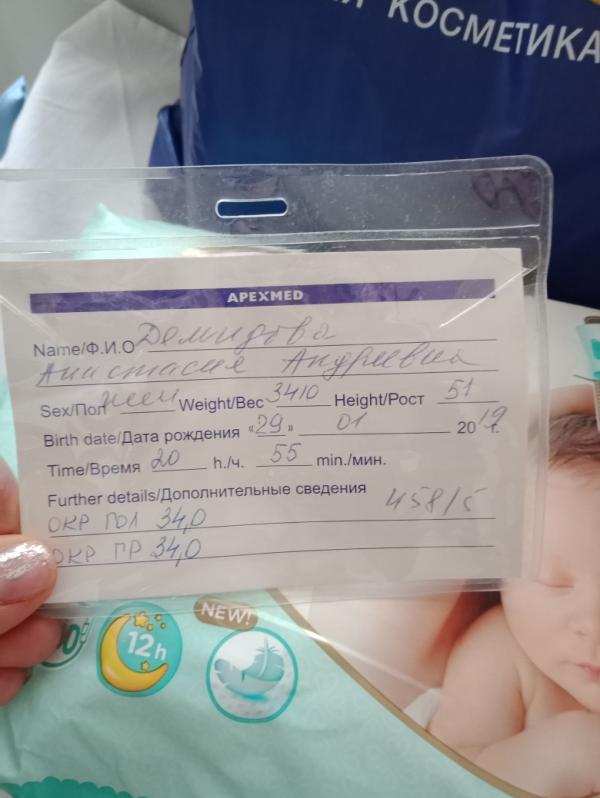 КОСМЕТИКА
APEXMED
Name/Ф.И.О Демидова
Анастасия Андреевна
Sex/Пол жен Weight/Вес 3410 Height/Рост 51
Birth date/Дата рождения «29» 01 2019 г.
Time/Время 20 h./ч. 55 min./мин.
Further details/Дополнительные сведения
458/5
ОКР ГОЛ 34,0
ОКР ГР 34,0
NEW!
12h